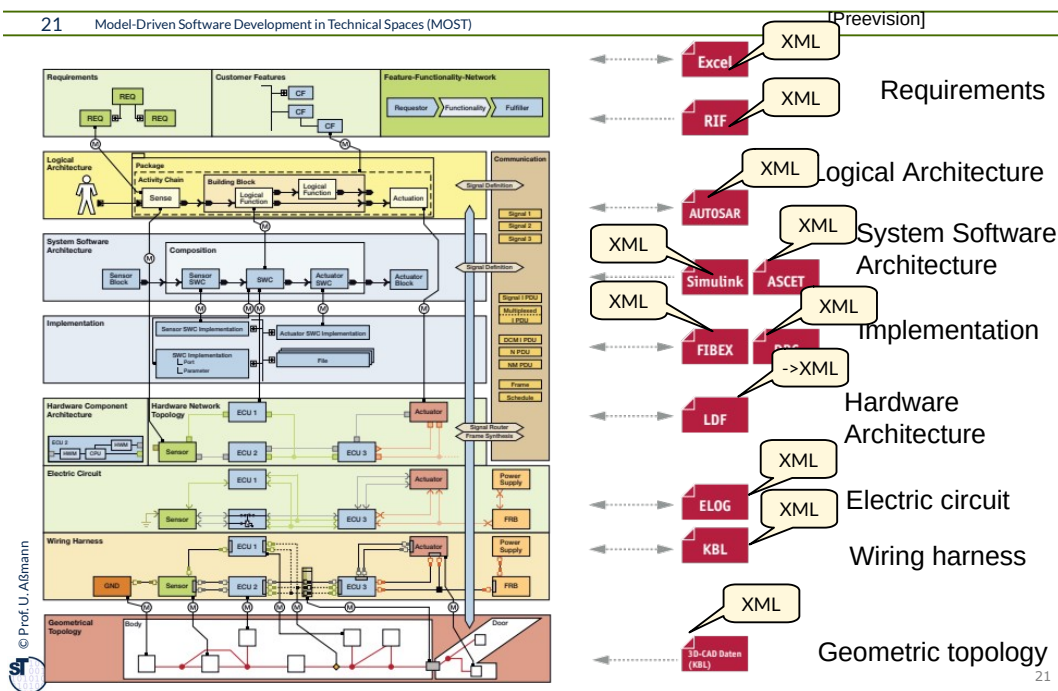 21 Model-Driven Software Development in Technical Spaces (MOST)
[Preevision]
Requirements
REQ
REQ
REQ
Customer Features
CF
CF
CF
Feature-Functionality-Network
Requestor
Functionality
Fulfiller
M
M
Logical
Architecture
Package
Activity Chain
Building Block
Sense
Logical
Function
Logical
Function
Actuation
M
M
Communication
Signal Definition
Signal 1
Signal 2
Signal 3
System Software
Architecture
Composition
Sensor
Block
Sensor
SWC
SWC
Actuator
SWC
Actuator
Block
Signal Definition
M
M
M
M
M
Implementation
Sensor SWC Implementation
Actuator SWC Implementation
SWC Implementation
Port
Parameter
File
Signal I PDU
Multiplexed
I PDU
DCM I PDU
N PDU
NM PDU
Frame
Schedule
Hardware Component
Architecture
ECU 2
HWM
CPU
HWM
Hardware Network
Topology
ECU 1
Actuator
Sensor
ECU 2
ECU 3
Signal Router
Frame Synthesis
Electric Circuit
ECU 1
Actuator
Power
Supply
Sensor
ECU 3
FRB
Wiring Harness
ECU 1
Actuator
Power
Supply
GND
Sensor
ECU 2
ECU 3
FRB
M
M
M
M
M
M
M
Geometrical
Topology
Body
Door
XML
Excel
XML
RIF
Requirements
XML
AUTOSAR
Logical Architecture
XML
Simulink
XML
ASCET
System Software
Architecture
XML
FIBEX
XML
Implementation
->XML
LDF
Hardware
Architecture
XML
ELOG
Electric circuit
XML
KBL
Wiring harness
XML
3D-CAD Daten
(KBL)
Geometric topology
© Prof. U. Aßmann
ST
21